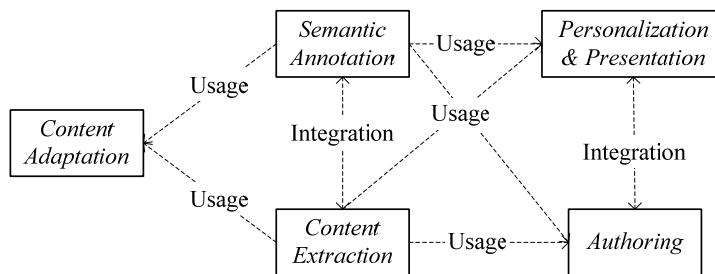 Semantic
Annotation
Usage
Personalization
& Presentation
Usage
Usage
Content
Adaptation
Integration
Integration
Usage
Content
Extraction
Usage
Authoring